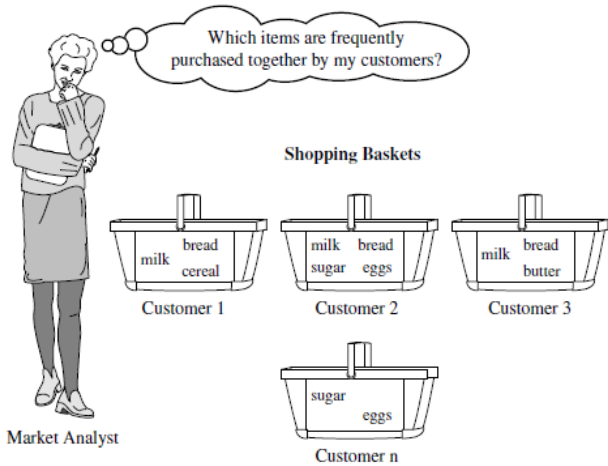 Which items are frequently
purchased together by my customers?
Shopping Baskets
milk bread
cereal
Customer 1
milk bread
sugar eggs
Customer 2
milk bread
butter
Customer 3
sugar
eggs
Customer n
Market Analyst